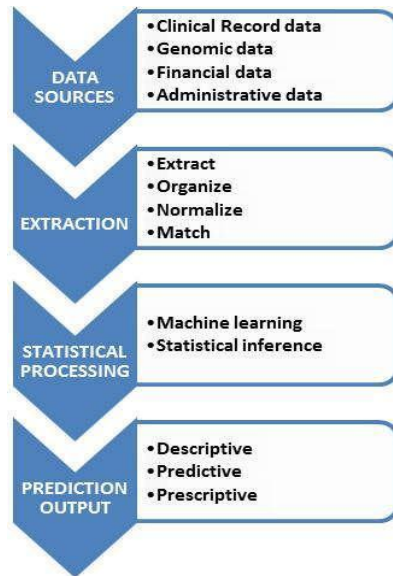 DATA
SOURCES
•Clinical Record data
•Genomic data
•Financial data
•Administrative data
EXTRACTION
•Extract
•Organize
•Normalize
•Match
STATISTICAL
PROCESSING
•Machine learning
•Statistical inference
PREDICTION
OUTPUT
•Descriptive
•Predictive
•Prescriptive